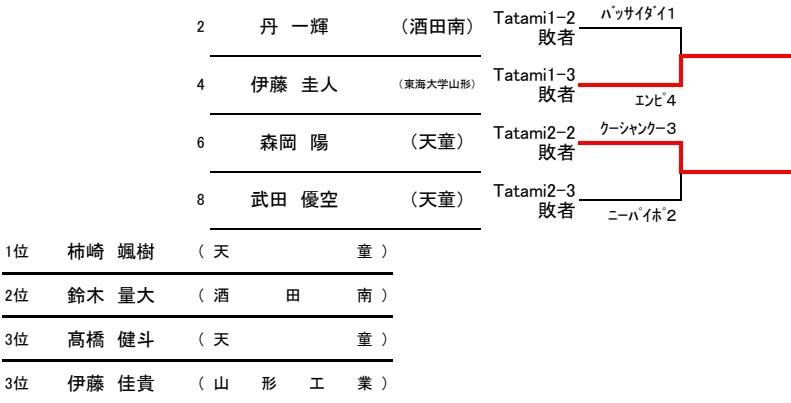 2 丹 一輝 （酒田南） Tatami1-2 敗者 ﾊﾞｯｻｲﾀﾞｲ1
4 伊藤 圭人 （東海大学山形） Tatami1-3 敗者 ｴﾝﾋﾟ4
6 森岡 陽 （天童） Tatami2-2 敗者 ｸｰｼｬﾝｸｰ3
8 武田 優空 （天童） Tatami2-3 敗者 ﾆｰﾊﾟｲﾎﾟ2
1位 柿崎 颯樹 （ 天 童 ）
2位 鈴木 量大 （ 酒 田 南 ）
3位 髙橋 健斗 （ 天 童 ）
3位 伊藤 佳貴 （ 山 形 工 業 ）